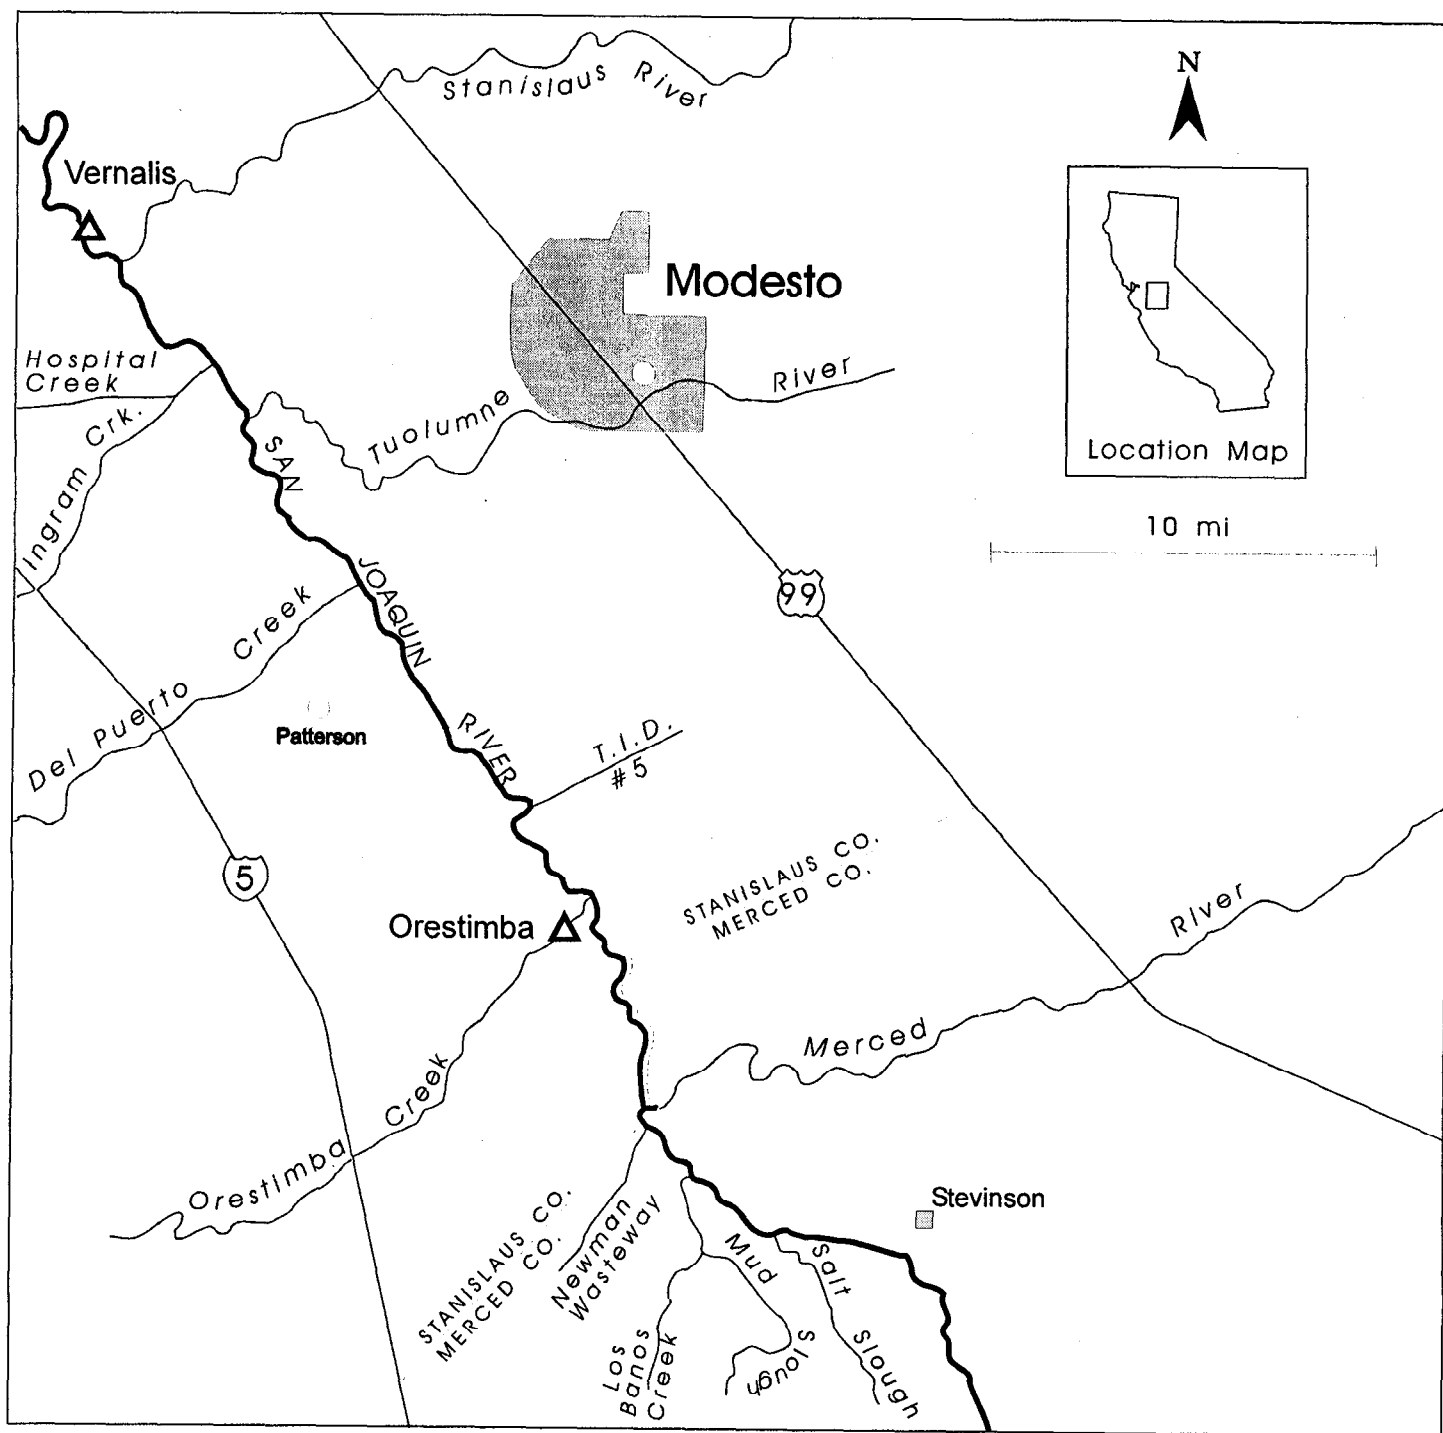 Stanislaus River
N
Vernalis
Modesto
Hospital
Creek
Ingram Crk.
Tuolumne River
Location Map
10 mi
SAN JOAQUIN RIVER
99
Del Puerto Creek
Patterson
T.I.D.
#5
5
STANISLAUS CO.
MERCED CO.
Orestimba
Merced River
Orestimba Creek
Stevinson
STANISLAUS CO.
MERCED CO.
Newman
Wasteway
Mud Slough
Salt Slough
Los
Banos
Creek